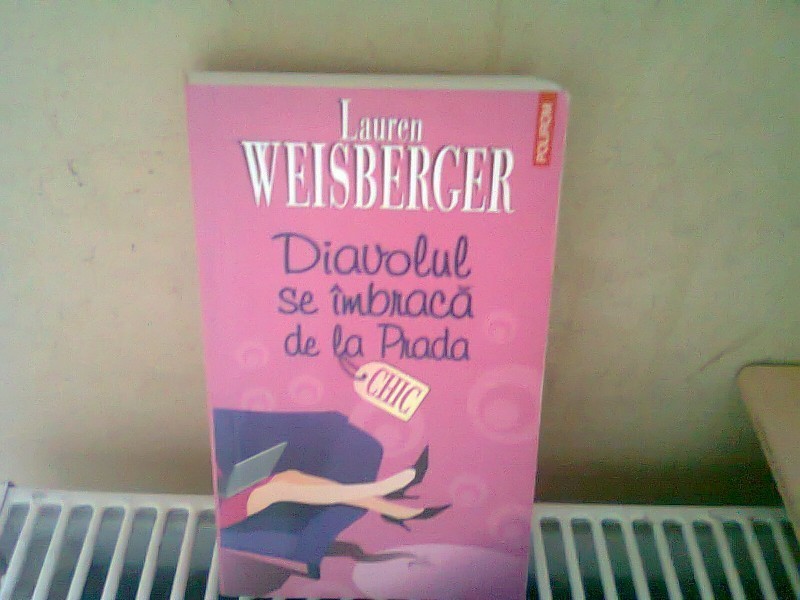 Lauren
WEISBERGER
POLIROM
Diavolul
se îmbracă
de la Prada
CHIC